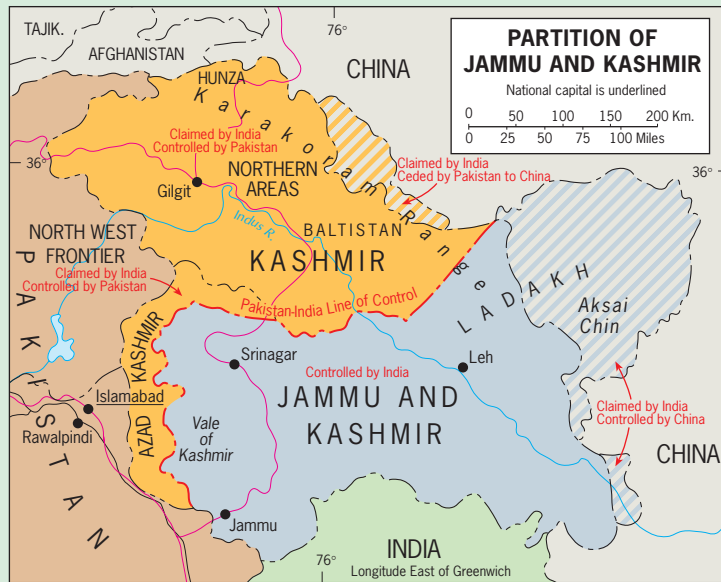 PARTITION OF
JAMMU AND KASHMIR
National capital is underlined
0 50 100 150 200 Km.
0 25 50 75 100 Miles
76°
TAJIK.
AFGHANISTAN
CHINA
HUNZA
Karakoram Range
Claimed by India
Controlled by Pakistan
NORTHERN
AREAS
Claimed by India
Ceded by Pakistan to China
36°
36°
Gilgit
Indus R.
BALTISTAN
NORTH WEST
FRONTIER
KASHMIR
Claimed by India
Controlled by Pakistan
Pakistan-India Line of Control
LADAKH
Aksai
Chin
PAKISTAN
AZAD KASHMIR
Srinagar
Controlled by India
Leh
JAMMU AND
KASHMIR
Islamabad
Rawalpindi
Vale
of
Kashmir
Claimed by India
Controlled by China
CHINA
Jammu
76°
INDIA
Longitude East of Greenwich